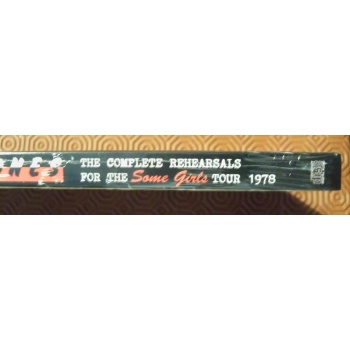 THE COMPLETE REHEARSALS
FOR THE Some Girls TOUR 1978